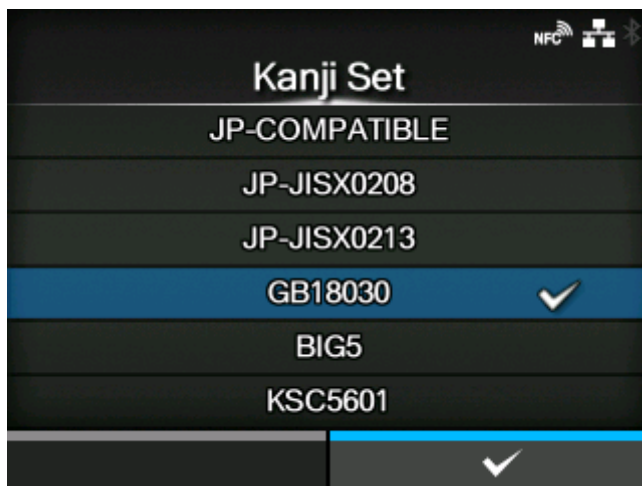 NFC
Kanji Set
JP-COMPATIBLE
JP-JISX0208
JP-JISX0213
GB18030
BIG5
KSC5601